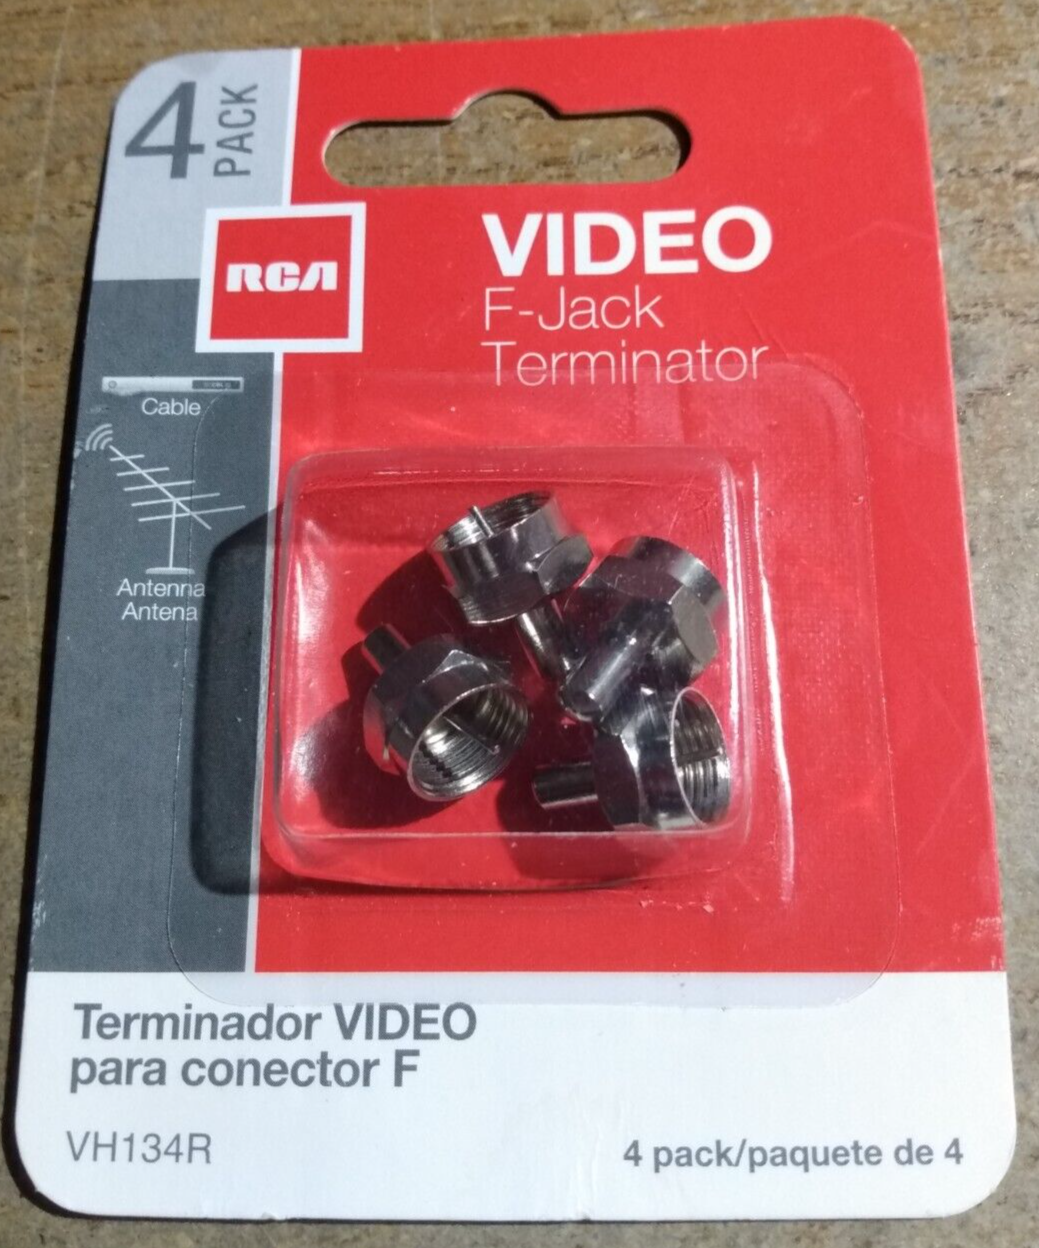 4 PACK
RCA
VIDEO
F-Jack
Terminator
Cable
Antenna
Antena
Terminador VIDEO
para conector F
VH134R
4 pack/paquete de 4